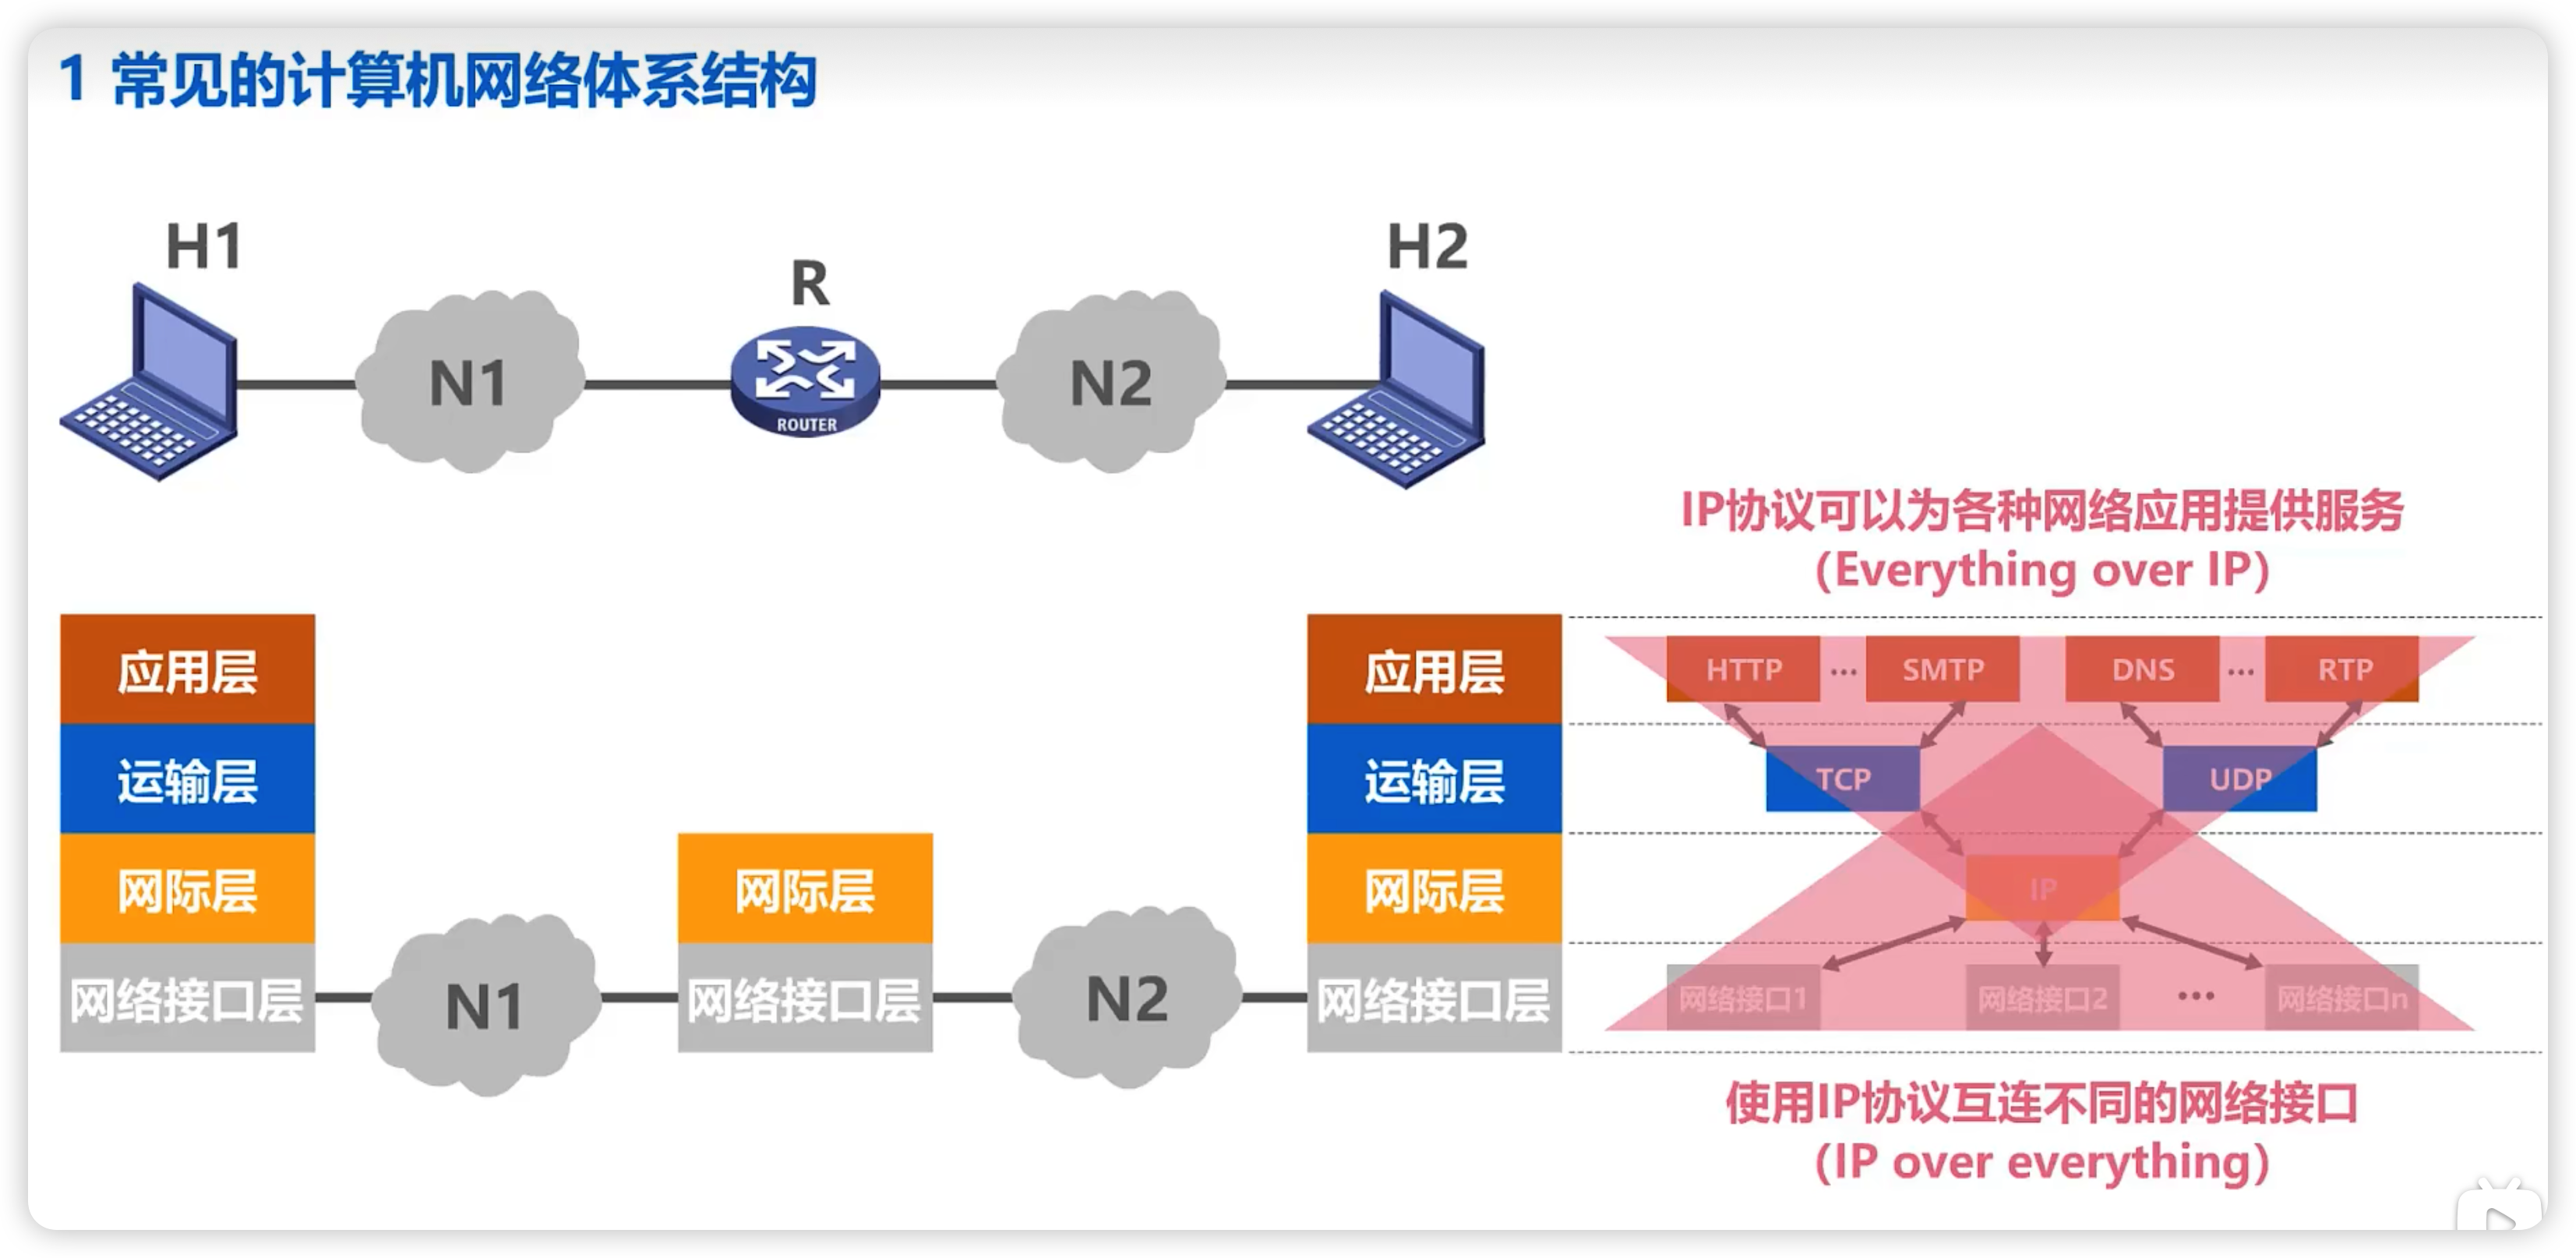 1 常见的计算机网络体系结构
H1
R
H2
N1
ROUTER
N2
IP协议可以为各种网络应用提供服务
(Everything over IP)
应用层
运输层
网际层
网络接口层
N1
网际层
网络接口层
N2
应用层
运输层
网际层
网络接口层
HTTP ... SMTP DNS ... RTP
TCP UDP
IP
网络接口1 网络接口2 ... 网络接口n
使用IP协议互连不同的网络接口
(IP over everything)